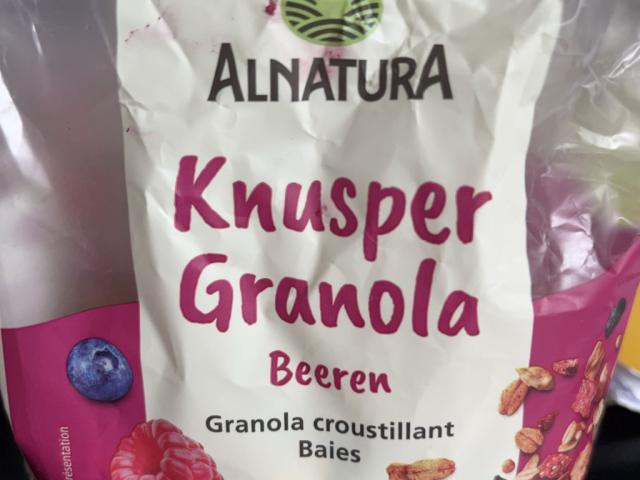 ALNATURA
Knusper
Granola
Beeren
Granola croustillant
Baies